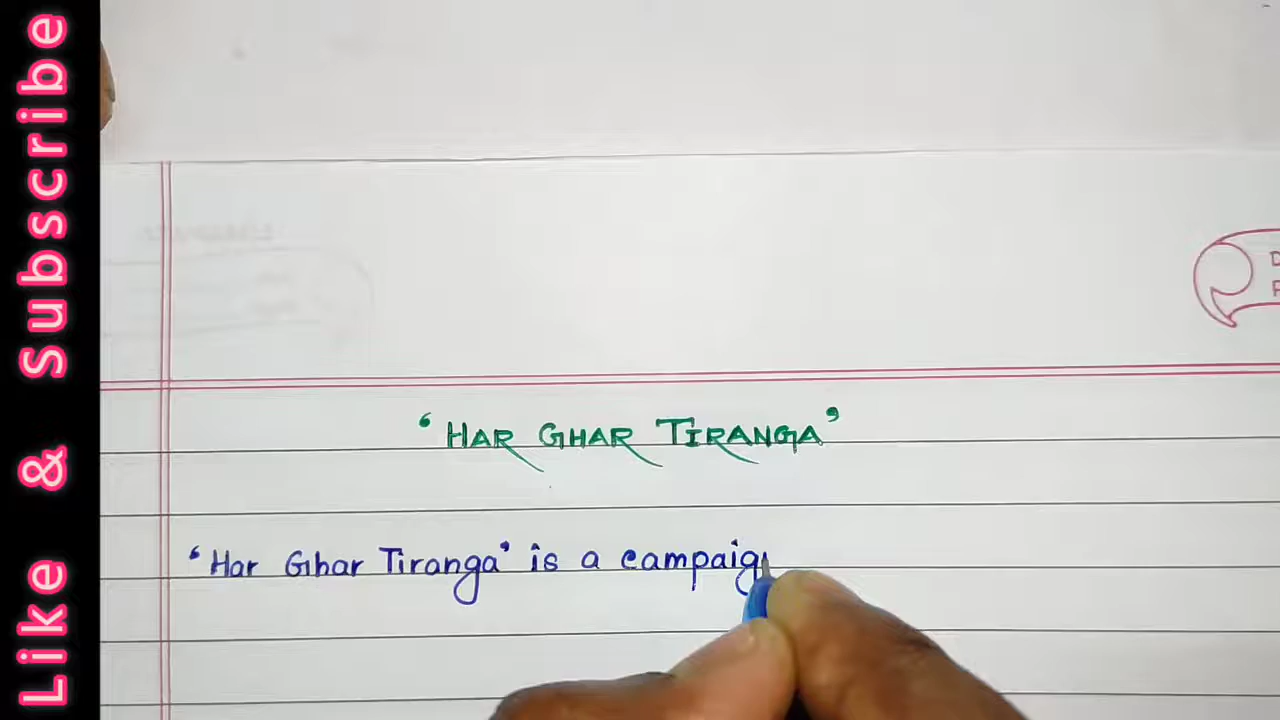 Like & Subscribe
‘HAR GHAR TIRANGA’
‘Har Ghar Tiranga’ is a campaig